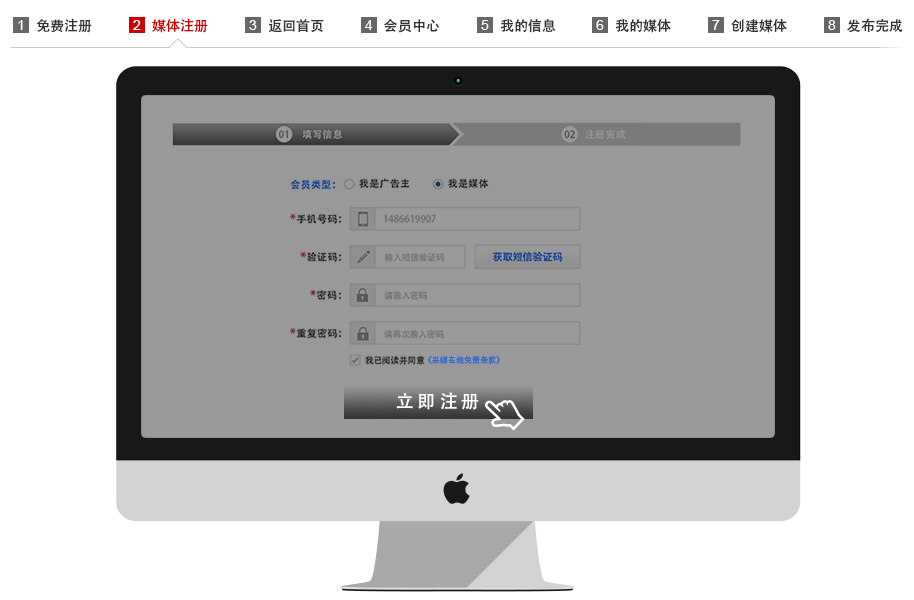 1 免费注册 2 媒体注册 3 返回首页 4 会员中心 5 我的信息 6 我的媒体 7 创建媒体 8 发布完成
01 填写信息 02 注册完成
会员类型: 我是广告主 我是媒体
*手机号码: 1486619907
*验证码: 输入短信验证码 获取短信验证码
*密码: 请输入密码
*重复密码: 请再次输入密码
我已阅读并同意《采媒在线免责条款》
立即注册